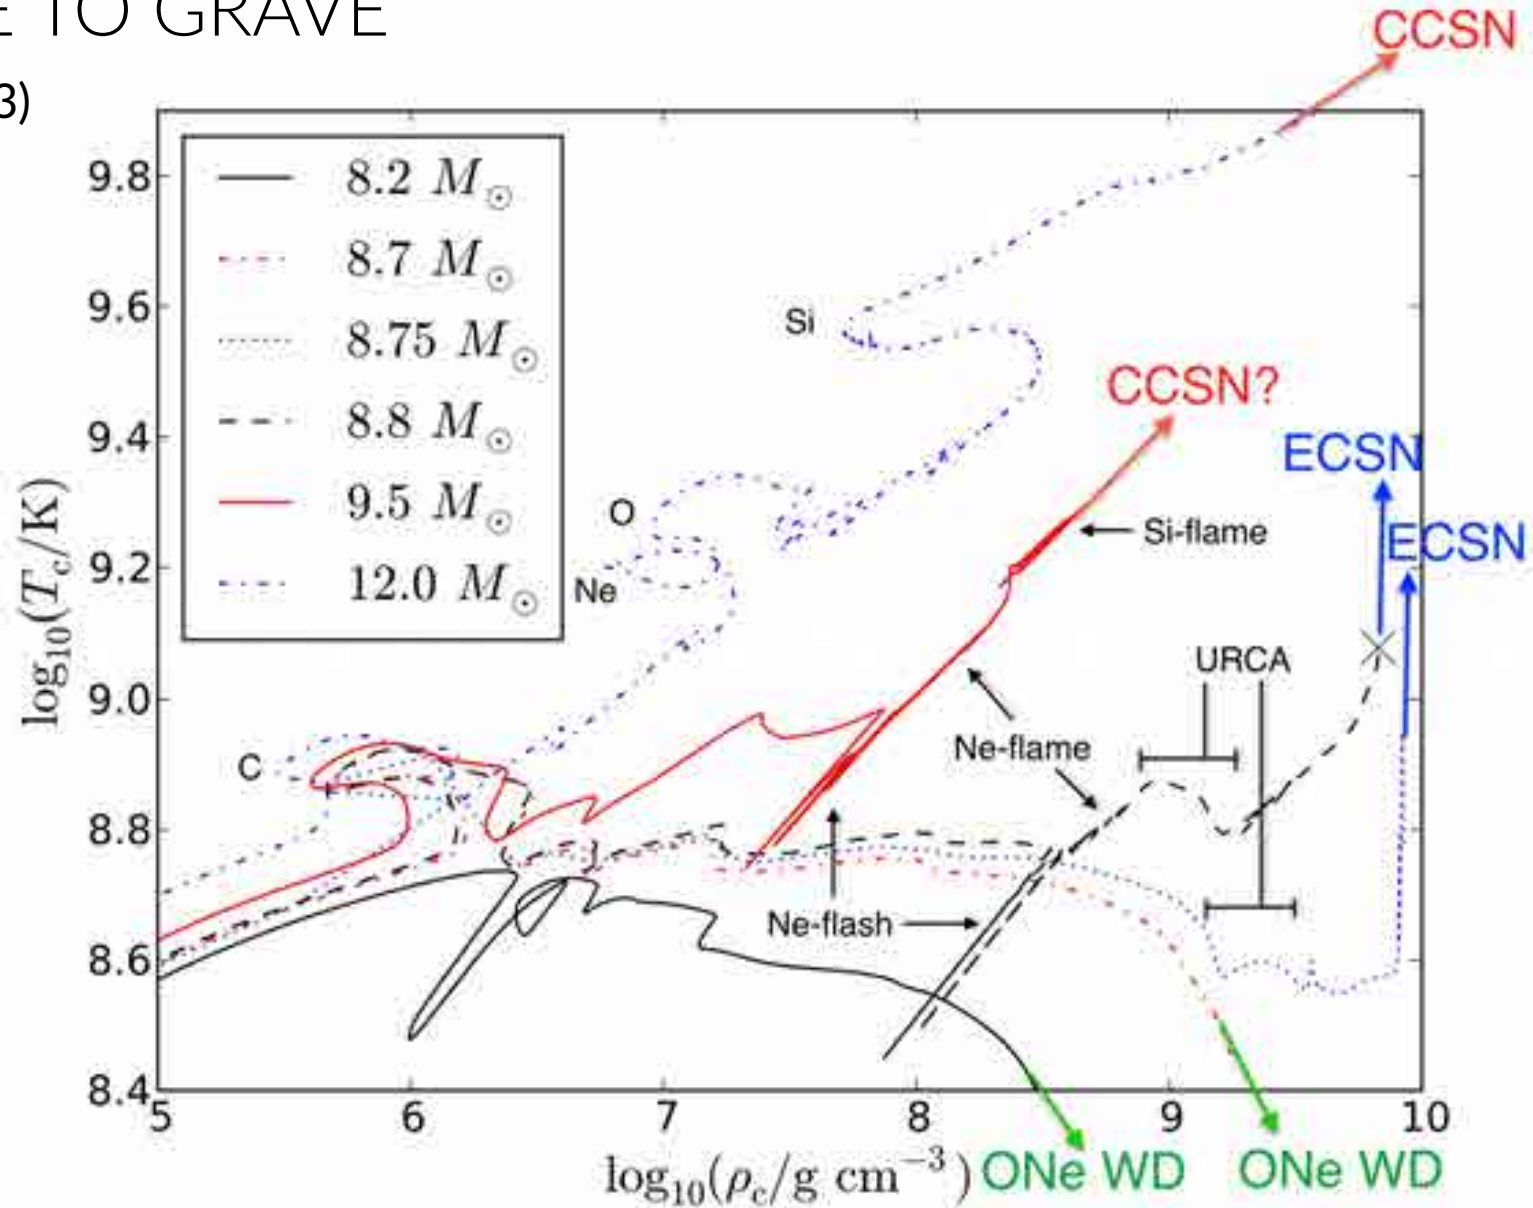 E TO GRAVE
3)
CCSN
8.2 M⊙
8.7 M⊙
8.75 M⊙
8.8 M⊙
9.5 M⊙
12.0 M⊙
9.8
9.6
9.4
9.2
9.0
8.8
8.6
8.4
log₁₀(T_c/K)
Si
CCSN?
ECSN
O
Si-flame
ECSN
Ne
URCA
Ne-flame
C
Ne-flash
5
6
7
8
9
10
log₁₀(ρ_c/g cm⁻³)
ONe WD
ONe WD